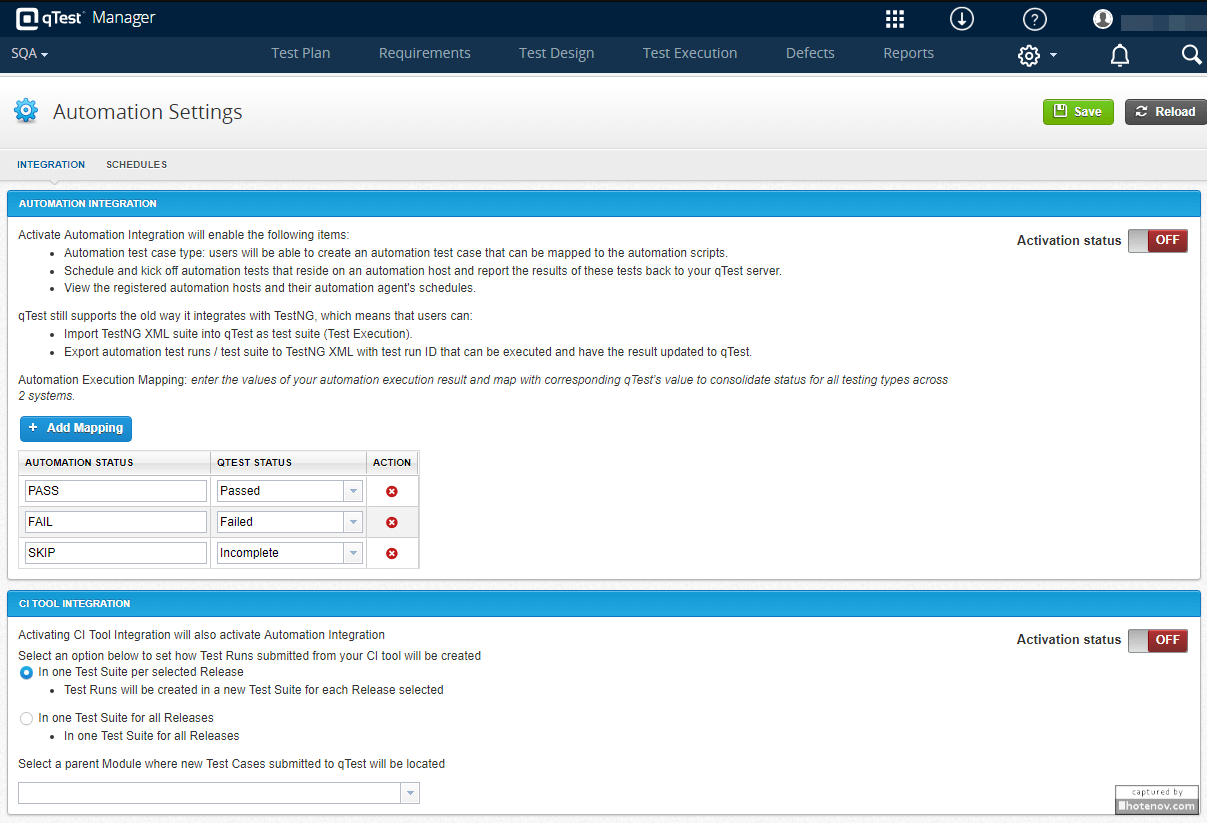 qTest Manager
SQA
Test Plan Requirements Test Design Test Execution Defects Reports
Automation Settings
Save Reload
INTEGRATION SCHEDULES
AUTOMATION INTEGRATION
Activate Automation Integration will enable the following items:
Activation status OFF
• Automation test case type: users will be able to create an automation test case that can be mapped to the automation scripts.
• Schedule and kick off automation tests that reside on an automation host and report the results of these tests back to your qTest server.
• View the registered automation hosts and their automation agent's schedules.
qTest still supports the old way it integrates with TestNG, which means that users can:
• Import TestNG XML suite into qTest as test suite (Test Execution).
• Export automation test runs / test suite to TestNG XML with test run ID that can be executed and have the result updated to qTest.
Automation Execution Mapping: enter the values of your automation execution result and map with corresponding qTest's value to consolidate status for all testing types across
2 systems.
+ Add Mapping
AUTOMATION STATUS QTEST STATUS ACTION
PASS Passed
FAIL Failed
SKIP Incomplete
CI TOOL INTEGRATION
Activating CI Tool Integration will also activate Automation Integration
Activation status OFF
Select an option below to set how Test Runs submitted from your CI tool will be created
In one Test Suite per selected Release
• Test Runs will be created in a new Test Suite for each Release selected
In one Test Suite for all Releases
• In one Test Suite for all Releases
Select a parent Module where new Test Cases submitted to qTest will be located
captured by
hotenov.com